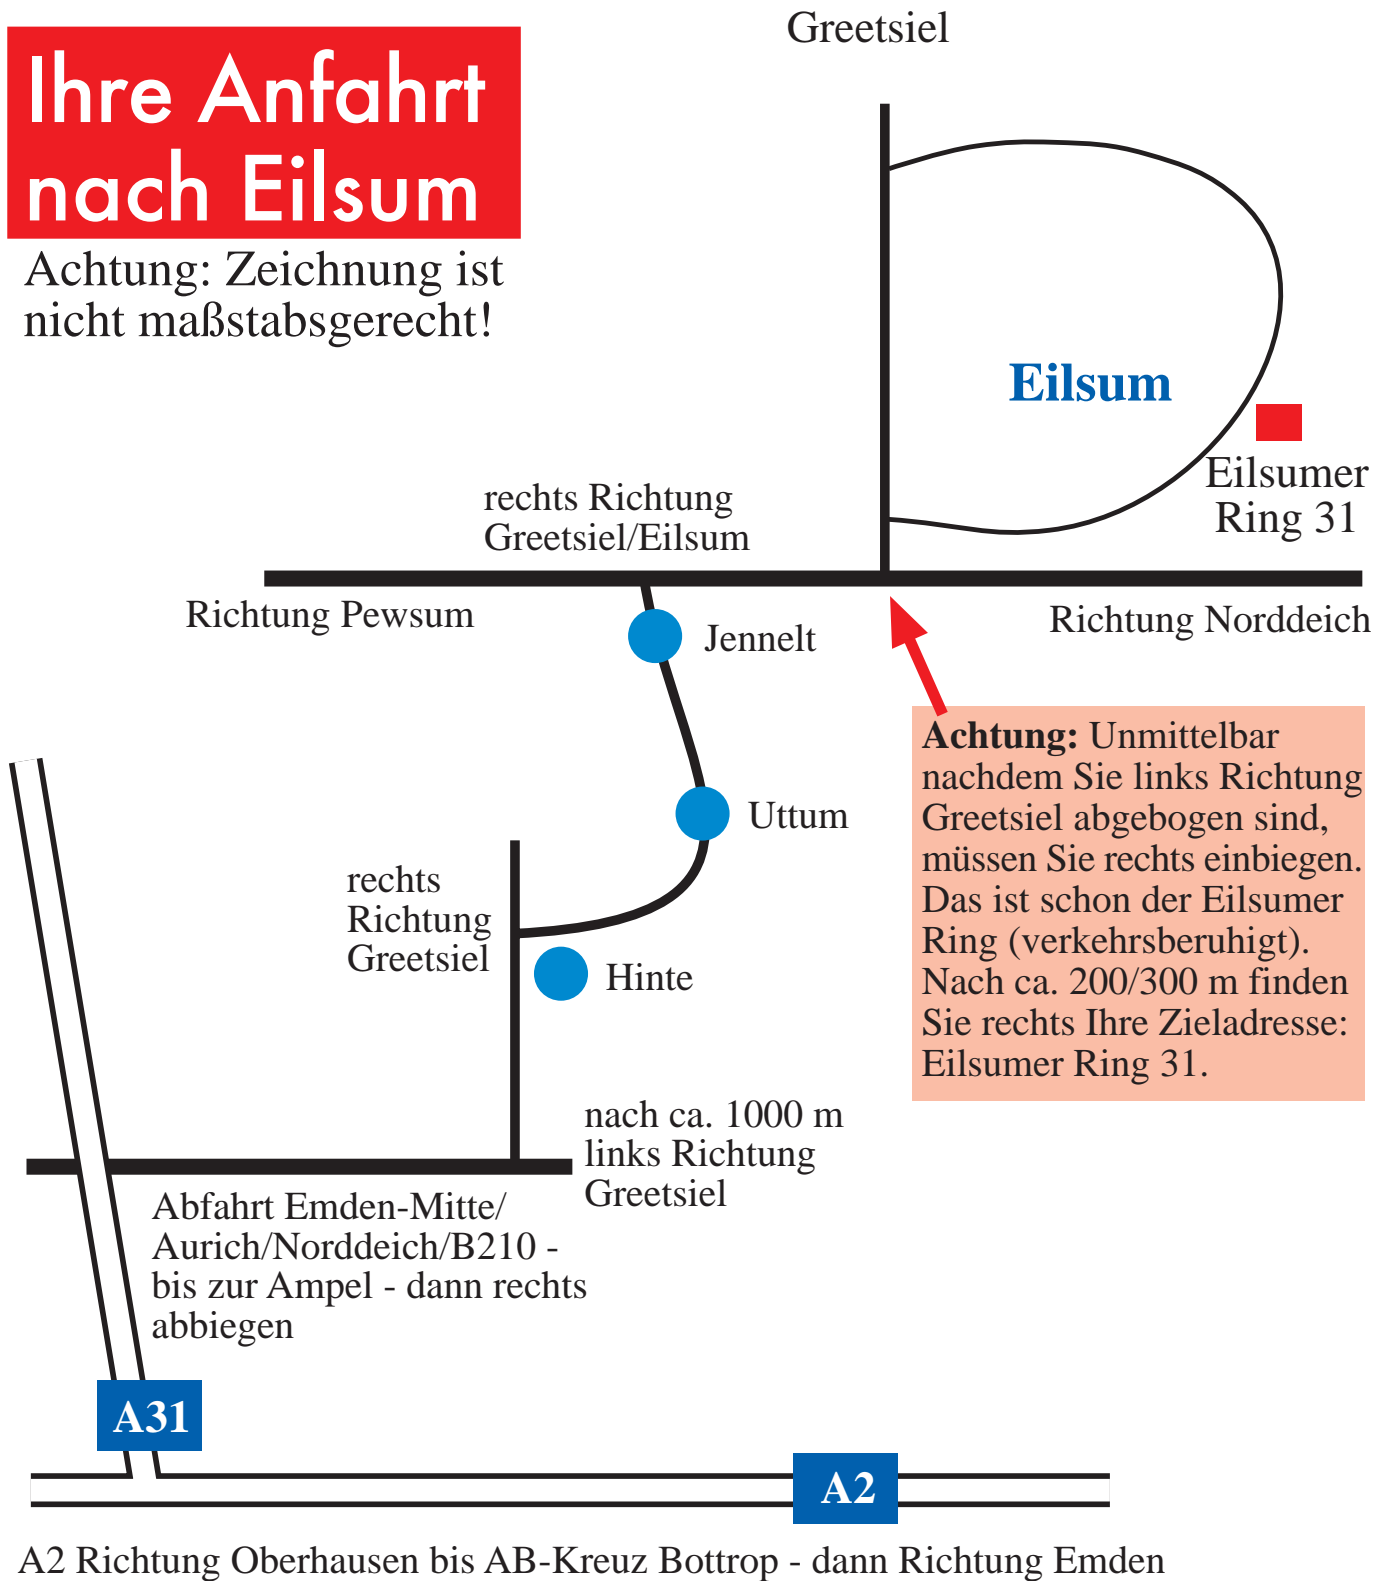 Ihre Anfahrt
nach Eilsum
Achtung: Zeichnung ist
nicht maßstabsgerecht!
Greetsiel
Eilsum
Eilsumer
Ring 31
rechts Richtung
Greetsiel/Eilsum
Richtung Pewsum
Richtung Norddeich
Jennelt
Uttum
rechts
Richtung
Greetsiel
Hinte
Achtung: Unmittelbar
nachdem Sie links Richtung
Greetsiel abgebogen sind,
müssen Sie rechts einbiegen.
Das ist schon der Eilsumer
Ring (verkehrsberuhigt).
Nach ca. 200/300 m finden
Sie rechts Ihre Zieladresse:
Eilsumer Ring 31.
nach ca. 1000 m
links Richtung
Greetsiel
Abfahrt Emden-Mitte/
Aurich/Norddeich/B210 -
bis zur Ampel - dann rechts
abbiegen
A31
A2
A2 Richtung Oberhausen bis AB-Kreuz Bottrop - dann Richtung Emden